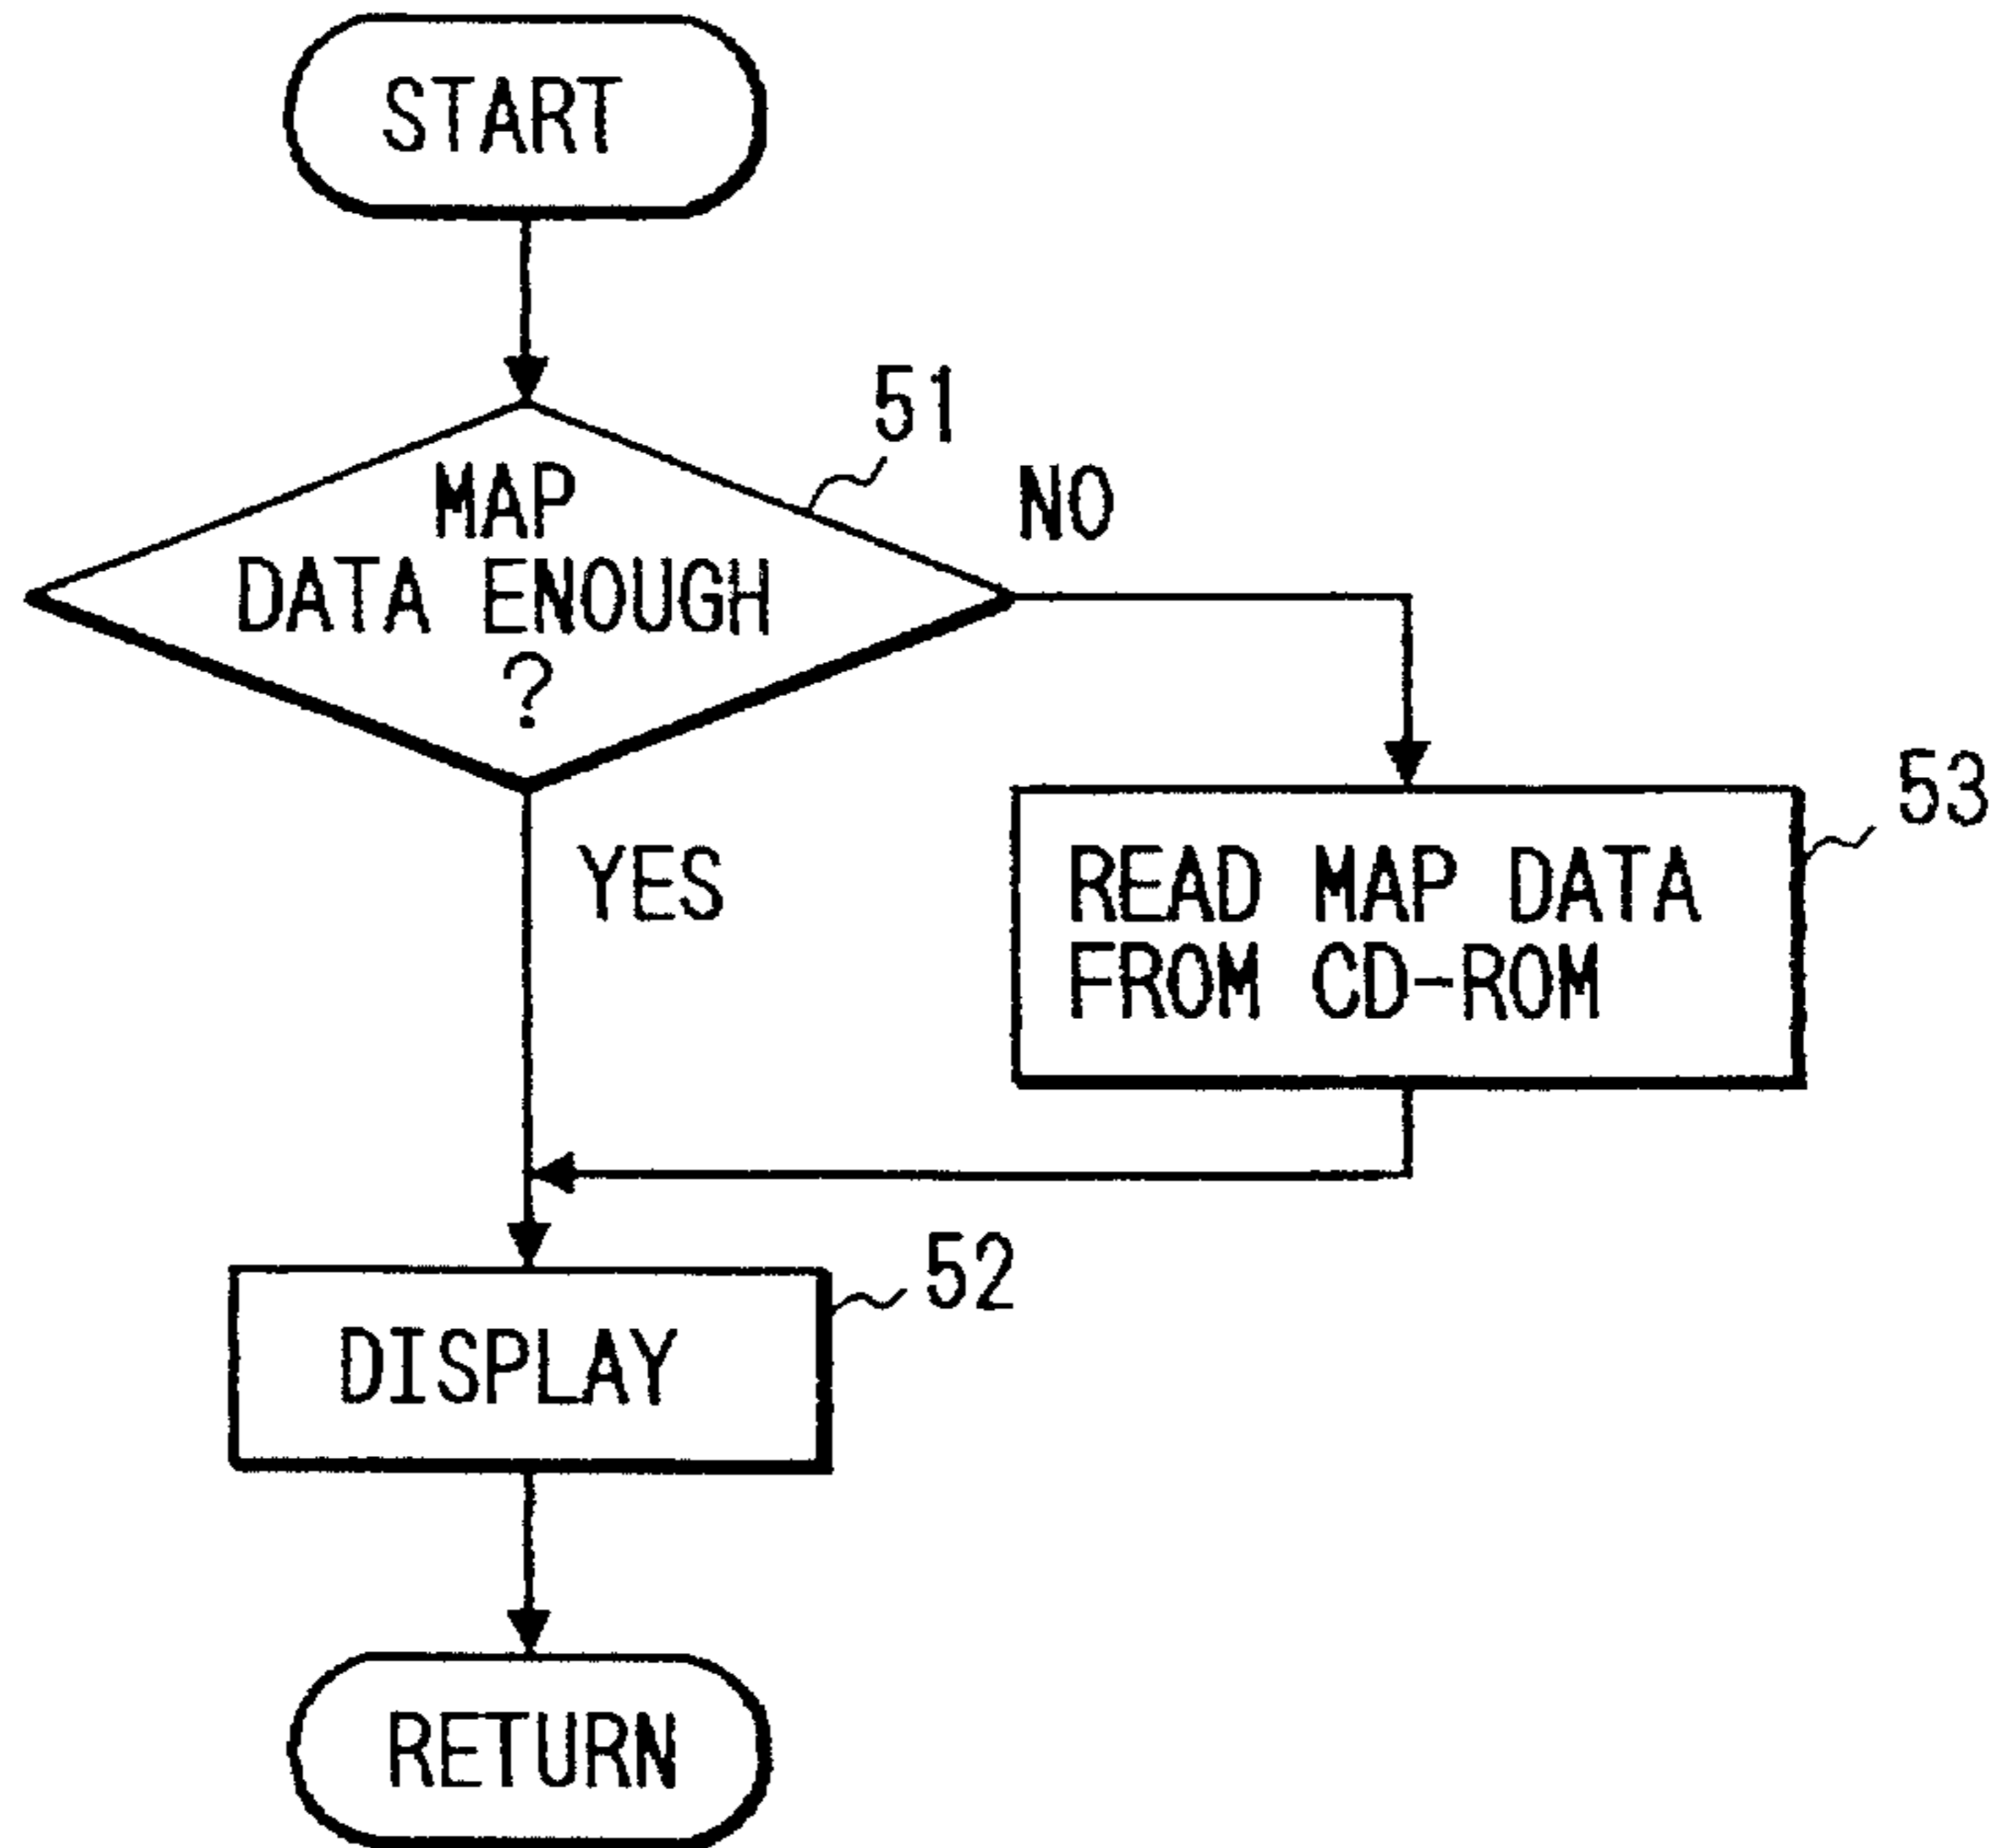 START
51
MAP
DATA ENOUGH
?
NO
YES
53
READ MAP DATA
FROM CD-ROM
52
DISPLAY
RETURN